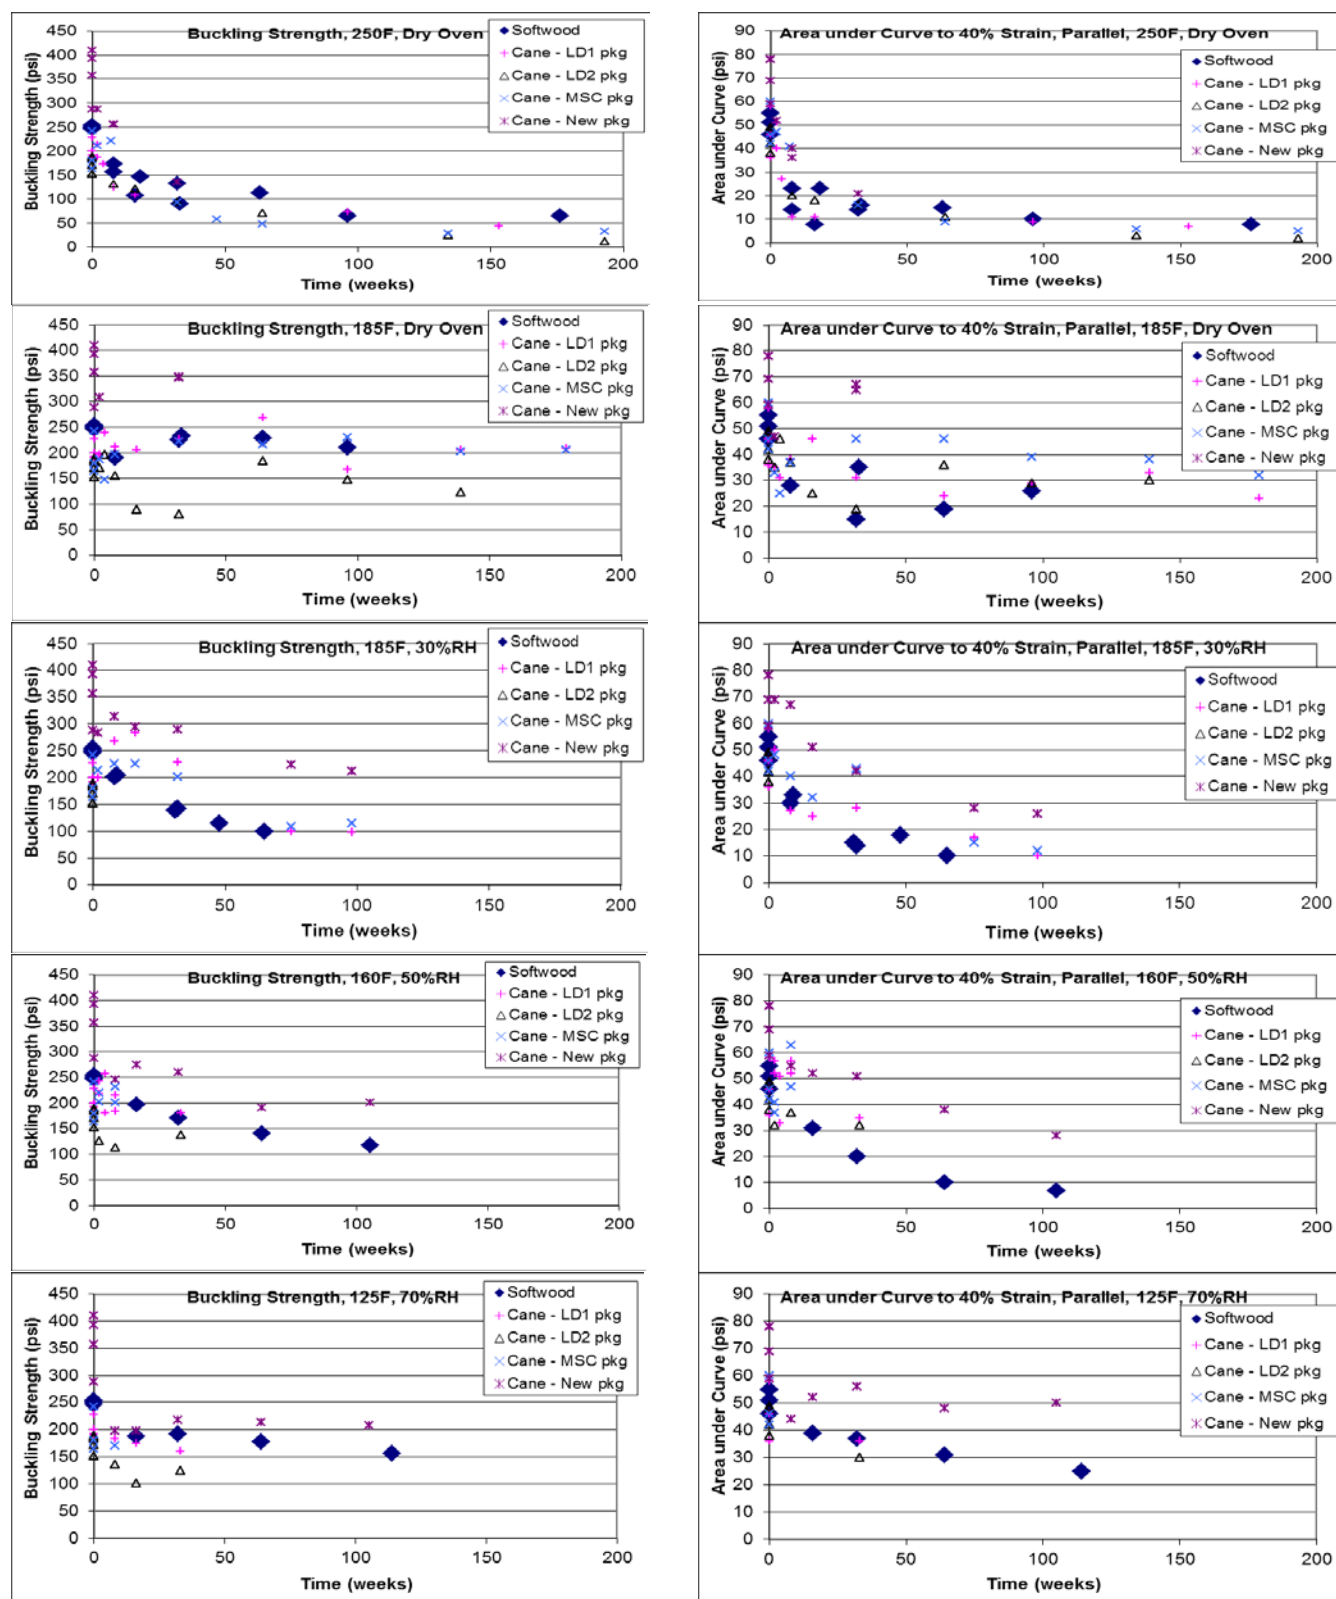 Buckling Strength, 250F, Dry Oven
Buckling Strength (psi)
450
400
350
300
250
200
150
100
50
0
0 50 100 150 200
Time (weeks)
Softwood
Cane - LD1 pkg
Cane - LD2 pkg
Cane - MSC pkg
Cane - New pkg
Area under Curve to 40% Strain, Parallel, 250F, Dry Oven
Area under Curve (psi)
90
80
70
60
50
40
30
20
10
0
0 50 100 150 200
Time (weeks)
Softwood
Cane - LD1 pkg
Cane - LD2 pkg
Cane - MSC pkg
Cane - New pkg
Buckling Strength, 185F, Dry Oven
Buckling Strength (psi)
450
400
350
300
250
200
150
100
50
0
0 50 100 150 200
Time (weeks)
Softwood
Cane - LD1 pkg
Cane - LD2 pkg
Cane - MSC pkg
Cane - New pkg
Area under Curve to 40% Strain, Parallel, 185F, Dry Oven
Area under Curve (psi)
90
80
70
60
50
40
30
20
10
0
0 50 100 150 200
Time (weeks)
Softwood
Cane - LD1 pkg
Cane - LD2 pkg
Cane - MSC pkg
Cane - New pkg
Buckling Strength, 185F, 30%RH
Buckling Strength (psi)
450
400
350
300
250
200
150
100
50
0
0 50 100 150 200
Time (weeks)
Softwood
Cane - LD1 pkg
Cane - LD2 pkg
Cane - MSC pkg
Cane - New pkg
Area under Curve to 40% Strain, Parallel, 185F, 30%RH
Area under Curve (psi)
90
80
70
60
50
40
30
20
10
0
0 50 100 150 200
Time (weeks)
Softwood
Cane - LD1 pkg
Cane - LD2 pkg
Cane - MSC pkg
Cane - New pkg
Buckling Strength, 160F, 50%RH
Buckling Strength (psi)
450
400
350
300
250
200
150
100
50
0
0 50 100 150 200
Time (weeks)
Softwood
Cane - LD1 pkg
Cane - LD2 pkg
Cane - MSC pkg
Cane - New pkg
Area under Curve to 40% Strain, Parallel, 160F, 50%RH
Area under Curve (psi)
90
80
70
60
50
40
30
20
10
0
0 50 100 150 200
Time (weeks)
Softwood
Cane - LD1 pkg
Cane - LD2 pkg
Cane - MSC pkg
Cane - New pkg
Buckling Strength, 125F, 70%RH
Buckling Strength (psi)
450
400
350
300
250
200
150
100
50
0
0 50 100 150 200
Time (weeks)
Softwood
Cane - LD1 pkg
Cane - LD2 pkg
Cane - MSC pkg
Cane - New pkg
Area under Curve to 40% Strain, Parallel, 125F, 70%RH
Area under Curve (psi)
90
80
70
60
50
40
30
20
10
0
0 50 100 150 200
Time (weeks)
Softwood
Cane - LD1 pkg
Cane - LD2 pkg
Cane - MSC pkg
Cane - New pkg